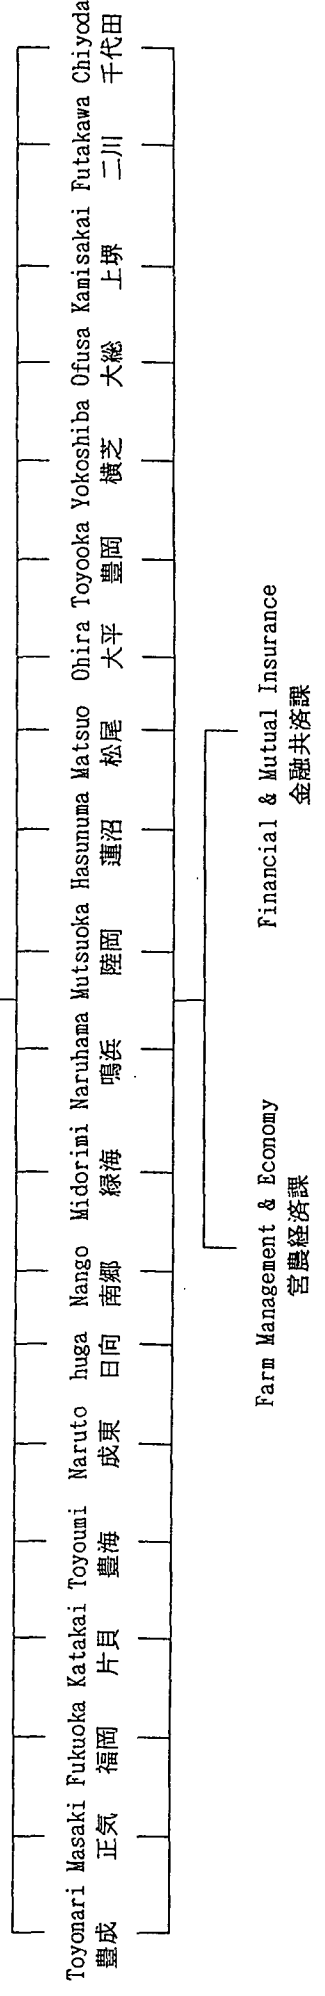 Toyonari Masaki Fukuoka Katakai Toyoumi Naruto huga Nango Midorimi Naruhama Mutsuoka Hasunuma Matsuo Ohira Toyooka Yokoshiba Ofusa Kamisakai Futakawa Chiyoda
豊成 正気 福岡 片貝 豊海 成東 日向 南郷 緑海 鳴浜 陸岡 蓮沼 松尾 大平 豊岡 横芝 大総 上堺 二川 千代田
Farm Management & Economy Financial & Mutual Insurance
営農経済課 金融共済課